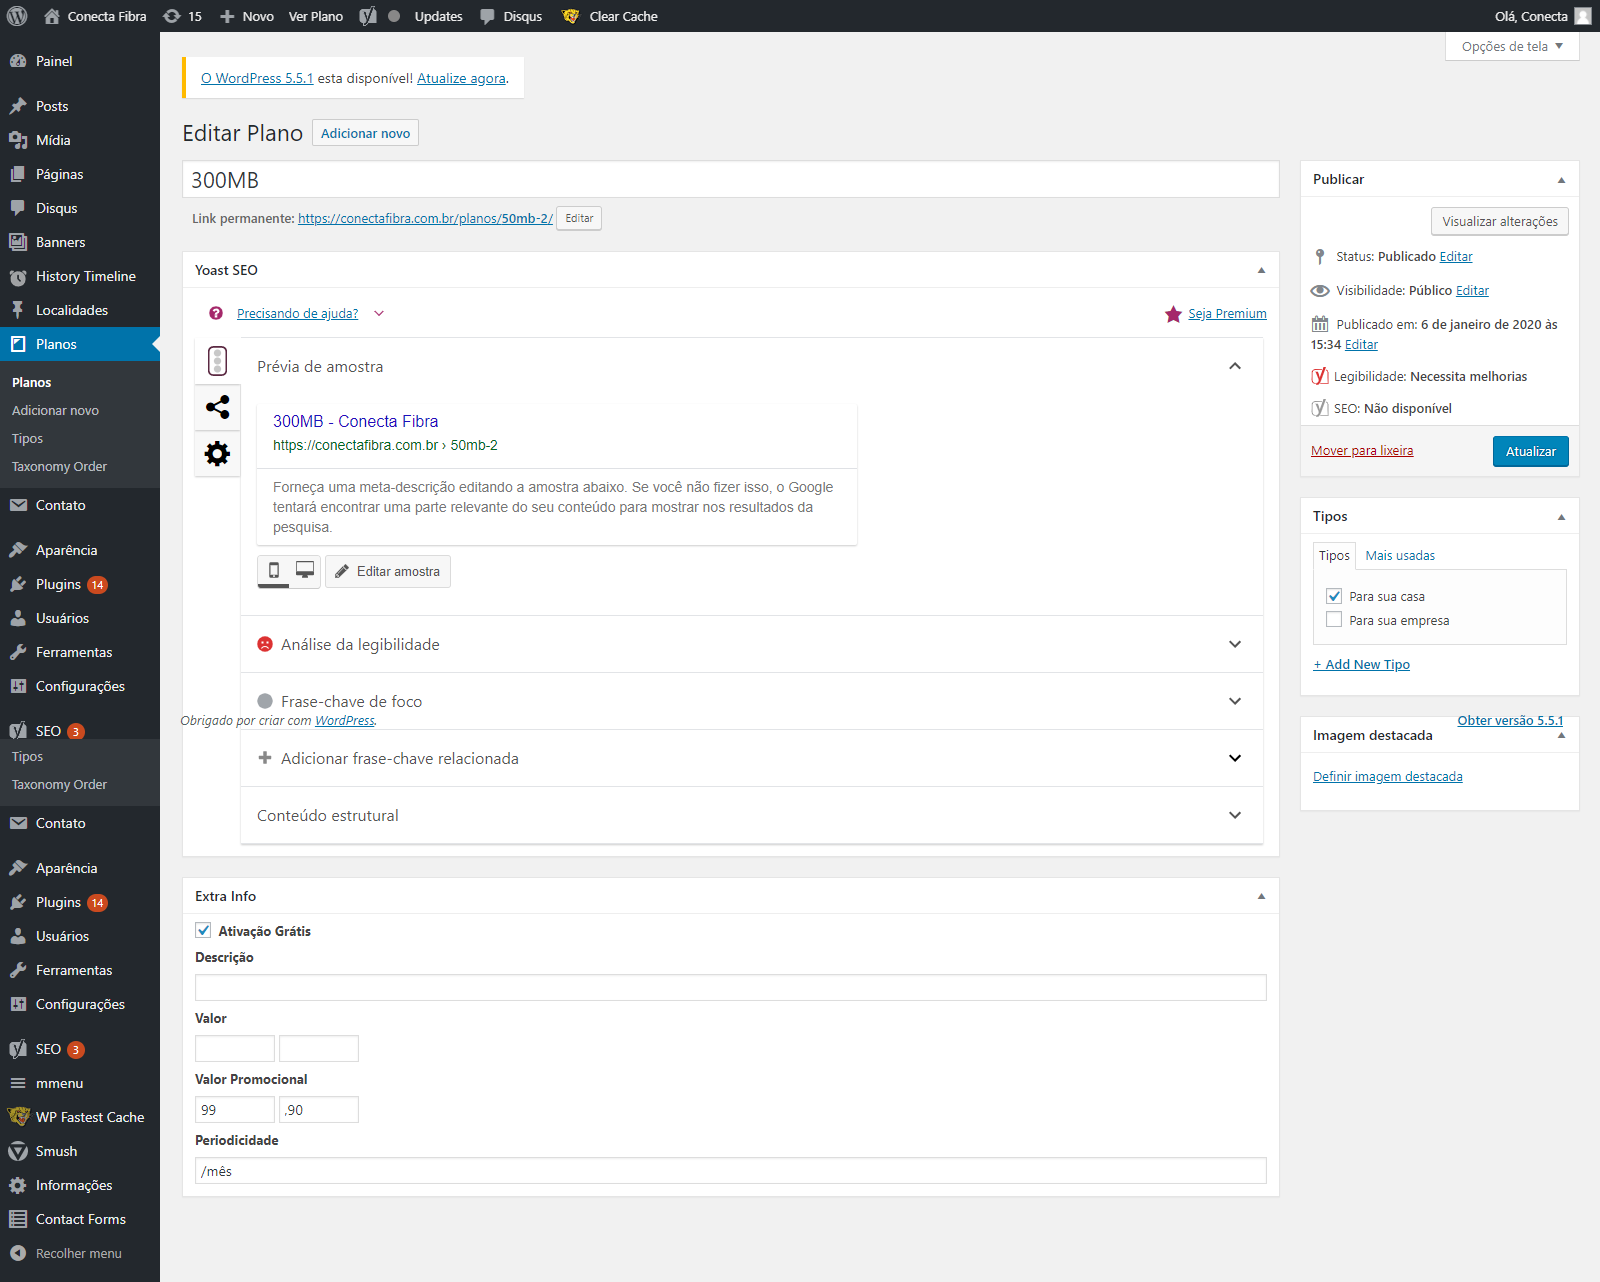 Conecta Fibra 15 Novo Ver Plano Updates Disqus Clear Cache Olá, Conecta
Opções de tela
Painel
Posts
Mídia
Páginas
Disqus
Banners
History Timeline
Localidades
Planos
Planos
Adicionar novo
Tipos
Taxonomy Order
Contato
Aparência
Plugins 14
Usuários
Ferramentas
Configurações
SEO 3
Tipos
Taxonomy Order
Contato
Aparência
Plugins 14
Usuários
Ferramentas
Configurações
SEO 3
mmenu
WP Fastest Cache
Smush
Informações
Contact Forms
Recolher menu
O WordPress 5.5.1 esta disponível! Atualize agora.
Editar Plano Adicionar novo
300MB
Link permanente: https://conectafibra.com.br/planos/50mb-2/ Editar
Yoast SEO
Precisando de ajuda? Seja Premium
Prévia de amostra
300MB - Conecta Fibra
https://conectafibra.com.br › 50mb-2
Forneça uma meta-descrição editando a amostra abaixo. Se você não fizer isso, o Google
tentará encontrar uma parte relevante do seu conteúdo para mostrar nos resultados da
pesquisa.
Editar amostra
Análise da legibilidade
Frase-chave de foco
Obrigado por criar com WordPress.
Adicionar frase-chave relacionada
Conteúdo estrutural
Extra Info
Ativação Grátis
Descrição
Valor
Valor Promocional
99 ,90
Periodicidade
/mês
Publicar
Visualizar alterações
Status: Publicado Editar
Visibilidade: Público Editar
Publicado em: 6 de janeiro de 2020 às
15:34 Editar
Legibilidade: Necessita melhorias
SEO: Não disponível
Mover para lixeira Atualizar
Tipos
Tipos Mais usadas
Para sua casa
Para sua empresa
+ Add New Tipo
Obter versão 5.5.1
Imagem destacada
Definir imagem destacada